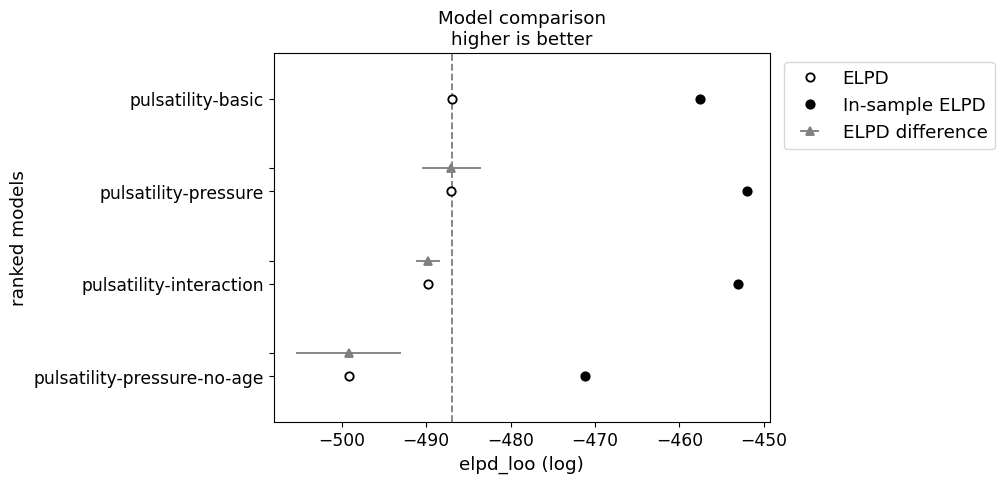 Model comparison
higher is better
pulsatility-basic
pulsatility-pressure
pulsatility-interaction
pulsatility-pressure-no-age
ranked models
−500
−490
−480
−470
−460
−450
elpd_loo (log)
ELPD
In-sample ELPD
ELPD difference